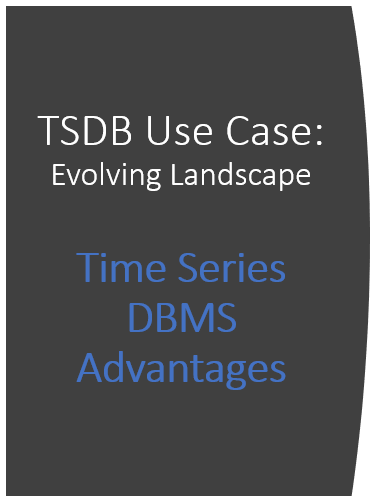 TSDB Use Case:
Evolving Landscape
Time Series
DBMS
Advantages